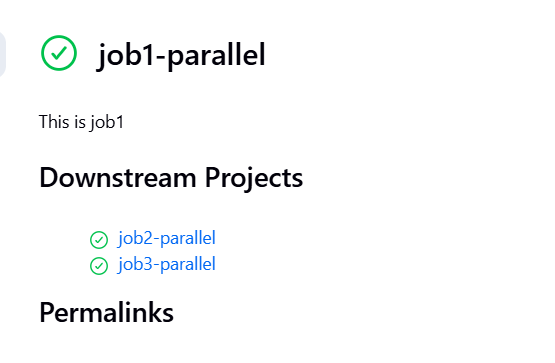 job1-parallel
This is job1
Downstream Projects
job2-parallel
job3-parallel
Permalinks